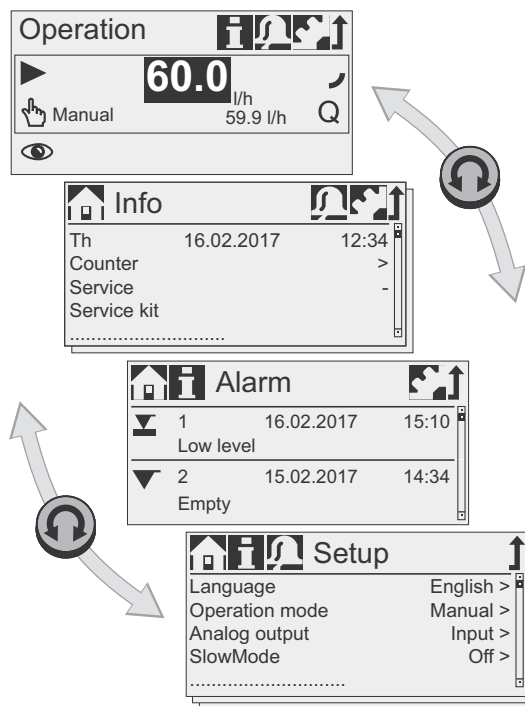 Operation
60.0 l/h
Manual 59.9 l/h Q
Info
Th 16.02.2017 12:34
Counter >
Service -
Service kit
..............................
Alarm
1 16.02.2017 15:10
Low level
2 15.02.2017 14:34
Empty
Setup
Language English >
Operation mode Manual >
Analog output Input >
SlowMode Off >
..............................